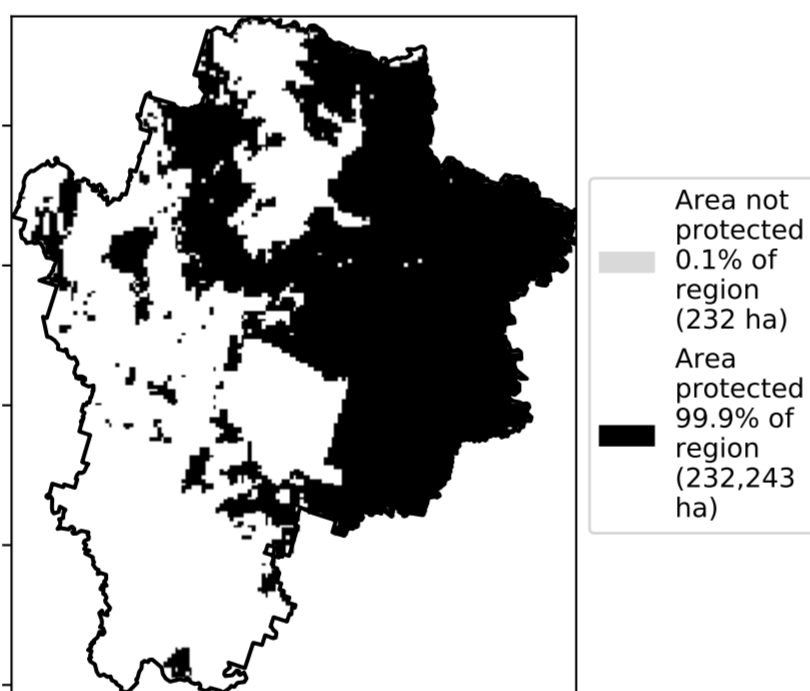 Area not
protected
0.1% of
region
(232 ha)
Area
protected
99.9% of
region
(232,243
ha)